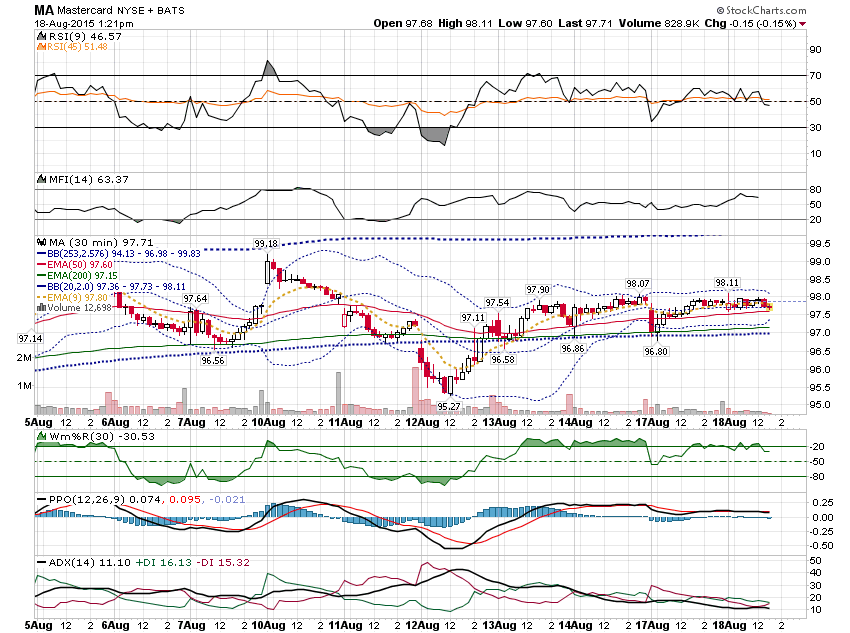 MA Mastercard NYSE + BATS
© StockCharts.com
18-Aug-2015 1:21pm
Open 97.68 High 98.11 Low 97.60 Last 97.71 Volume 828.9K Chg -0.15 (-0.15%)
RSI(9) 46.57
RSI(45) 51.48
90
70
50
30
10
MFI(14) 63.37
80
50
20
MA (30 min) 97.71
BB(253,2.576) 94.13 - 96.98 - 99.83
EMA(50) 97.60
EMA(200) 97.15
BB(20,2.0) 97.36 - 97.73 - 98.11
EMA(9) 97.80
Volume 12,698
99.18
97.64
97.14
96.56
97.11
97.54
97.90
98.07
98.11
95.27
96.58
96.86
96.80
2M
1M
99.5
99.0
98.5
98.0
97.5
97.0
96.5
96.0
95.5
95.0
5Aug 12 2 6Aug 12 2 7Aug 12 2 10Aug 12 2 11Aug 12 2 12Aug 12 2 13Aug 12 2 14Aug 12 2 17Aug 12 2 18Aug 12 2
Wm%R(30) -30.53
-20
-50
-80
PPO(12,26,9) 0.074, 0.095, -0.021
0.25
0.00
-0.25
-0.50
ADX(14) 11.10 +DI 16.13 -DI 15.32
50
40
30
20
10
5Aug 12 2 6Aug 12 2 7Aug 12 2 10Aug 12 2 11Aug 12 2 12Aug 12 2 13Aug 12 2 14Aug 12 2 17Aug 12 2 18Aug 12 2